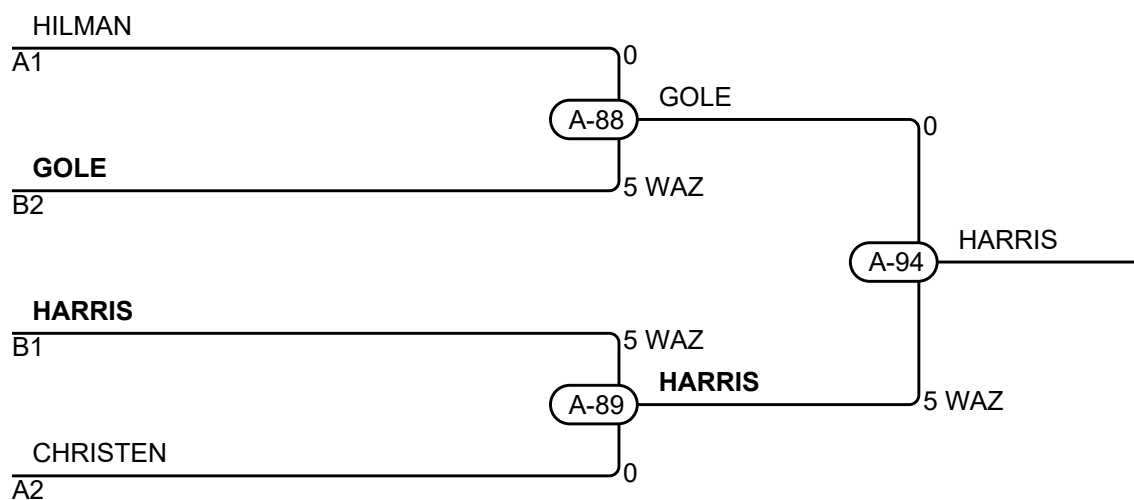 HILMAN
A1
0
A-88
GOLE
0
GOLE
B2
5 WAZ
A-94
HARRIS
HARRIS
B1
5 WAZ
A-89
HARRIS
5 WAZ
CHRISTEN
A2
0